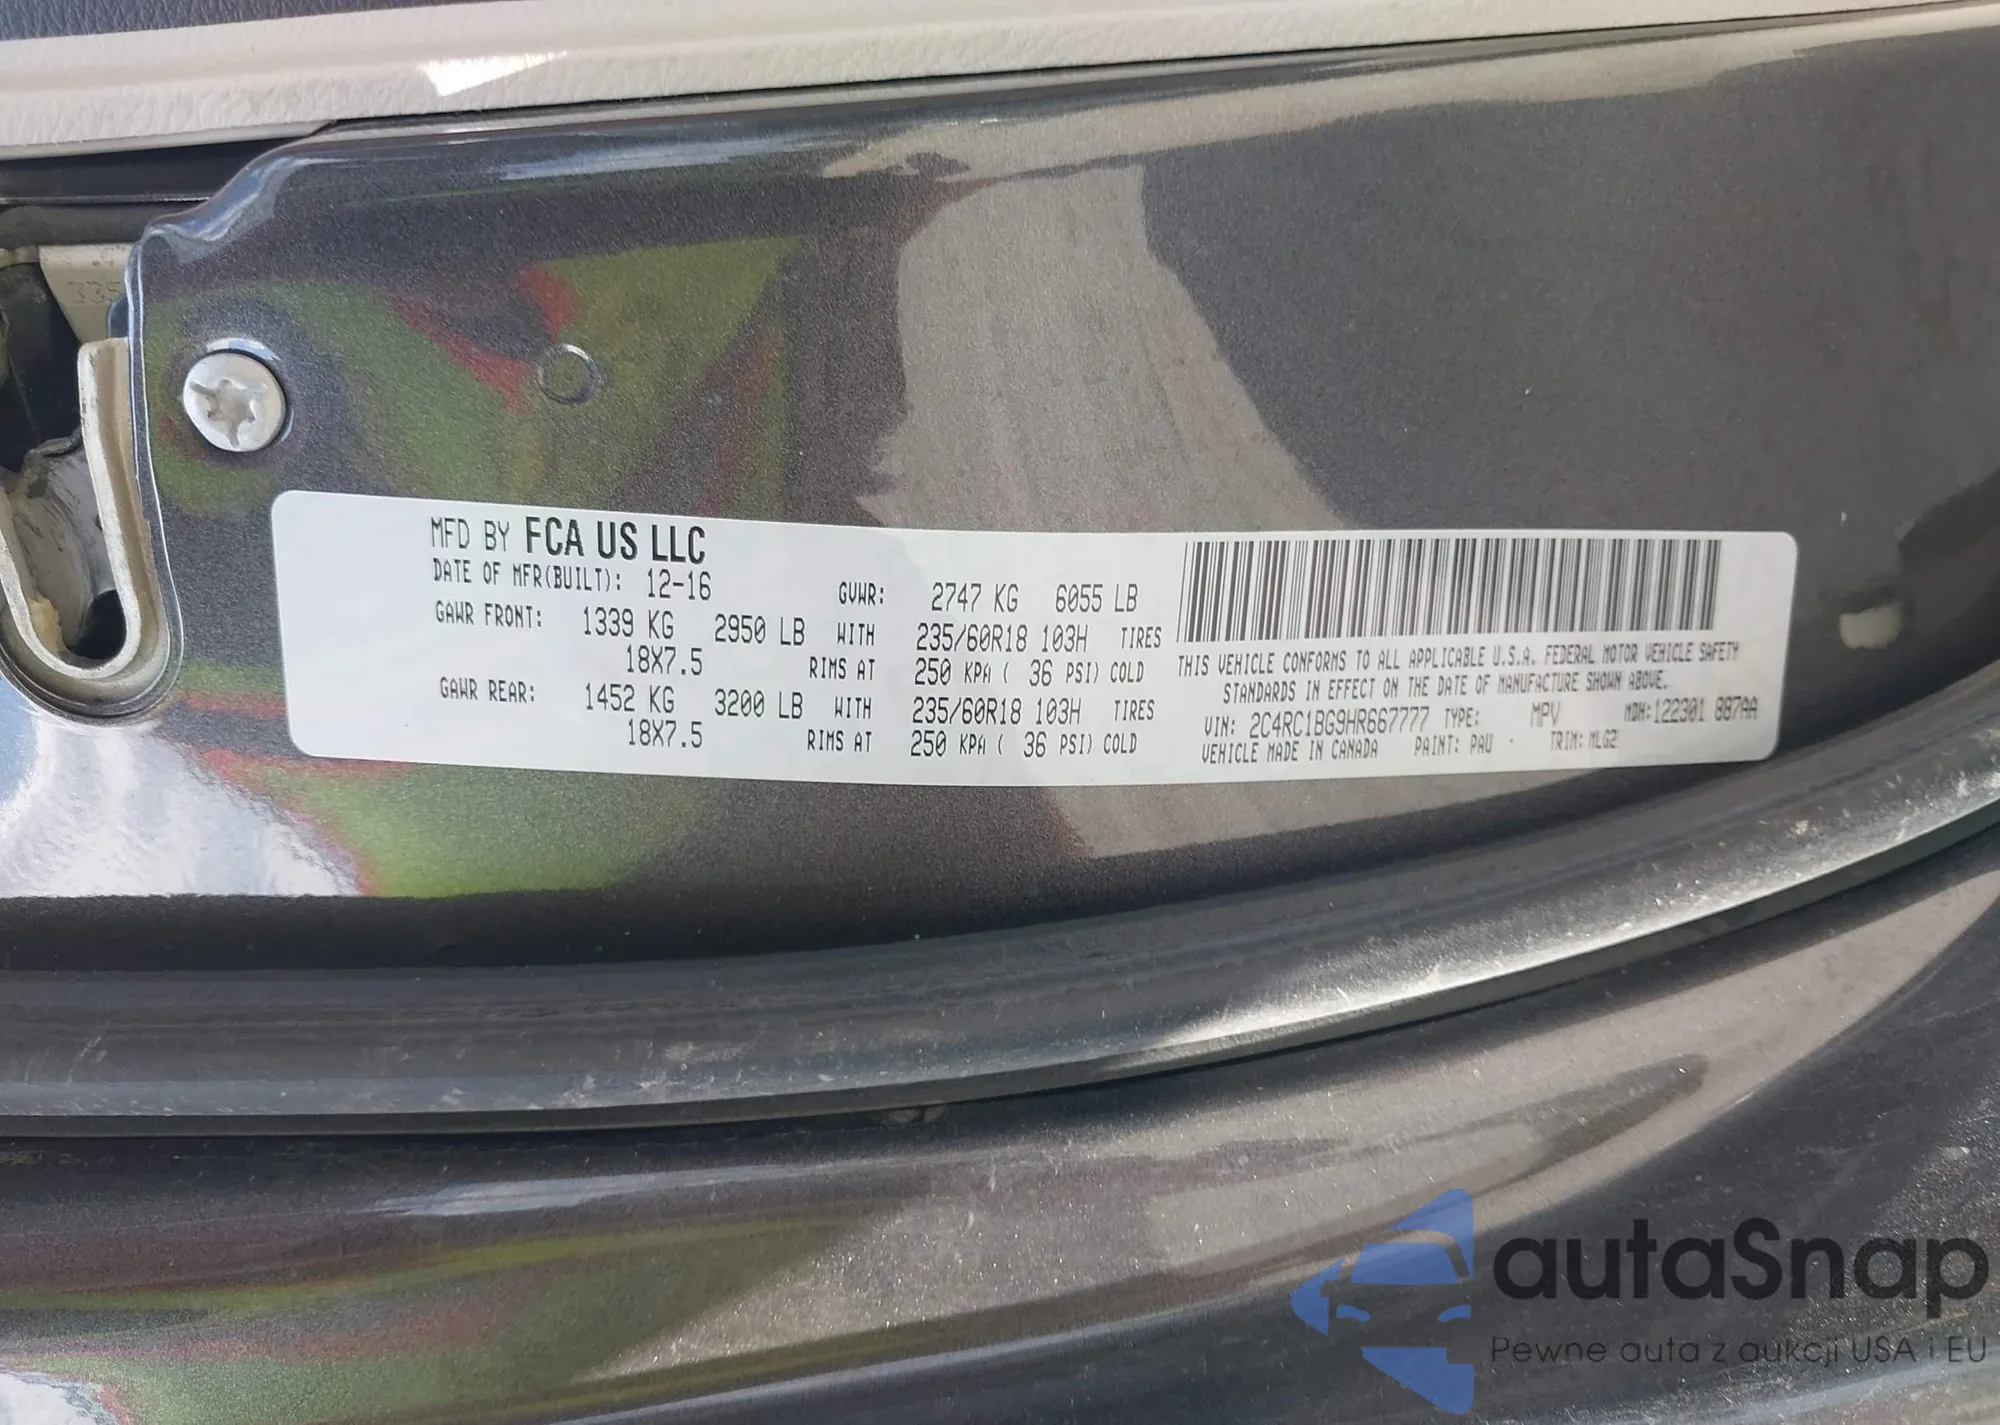 MFD BY FCA US LLC
DATE OF MFR(BUILT): 12-16 GVWR: 2747 KG 6055 LB
GAWR FRONT: 1339 KG 2950 LB WITH 235/60R18 103H TIRES
18X7.5 RIMS AT 250 KPA ( 36 PSI) COLD
GAWR REAR: 1452 KG 3200 LB WITH 235/60R18 103H TIRES
18X7.5 RIMS AT 250 KPA ( 36 PSI) COLD
THIS VEHICLE CONFORMS TO ALL APPLICABLE U.S.A. FEDERAL MOTOR VEHICLE SAFETY
STANDARDS IN EFFECT ON THE DATE OF MANUFACTURE SHOWN ABOVE.
VIN: 2C4RC1BG9HR667777 TYPE: MPV MDH:122301 887AA
VEHICLE MADE IN CANADA PAINT: PAU - TRIM: MLG2
autaSnap
Pewne auta z aukcji USA i EU